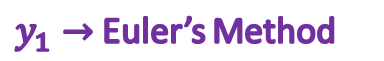 y₁ → Euler’s Method